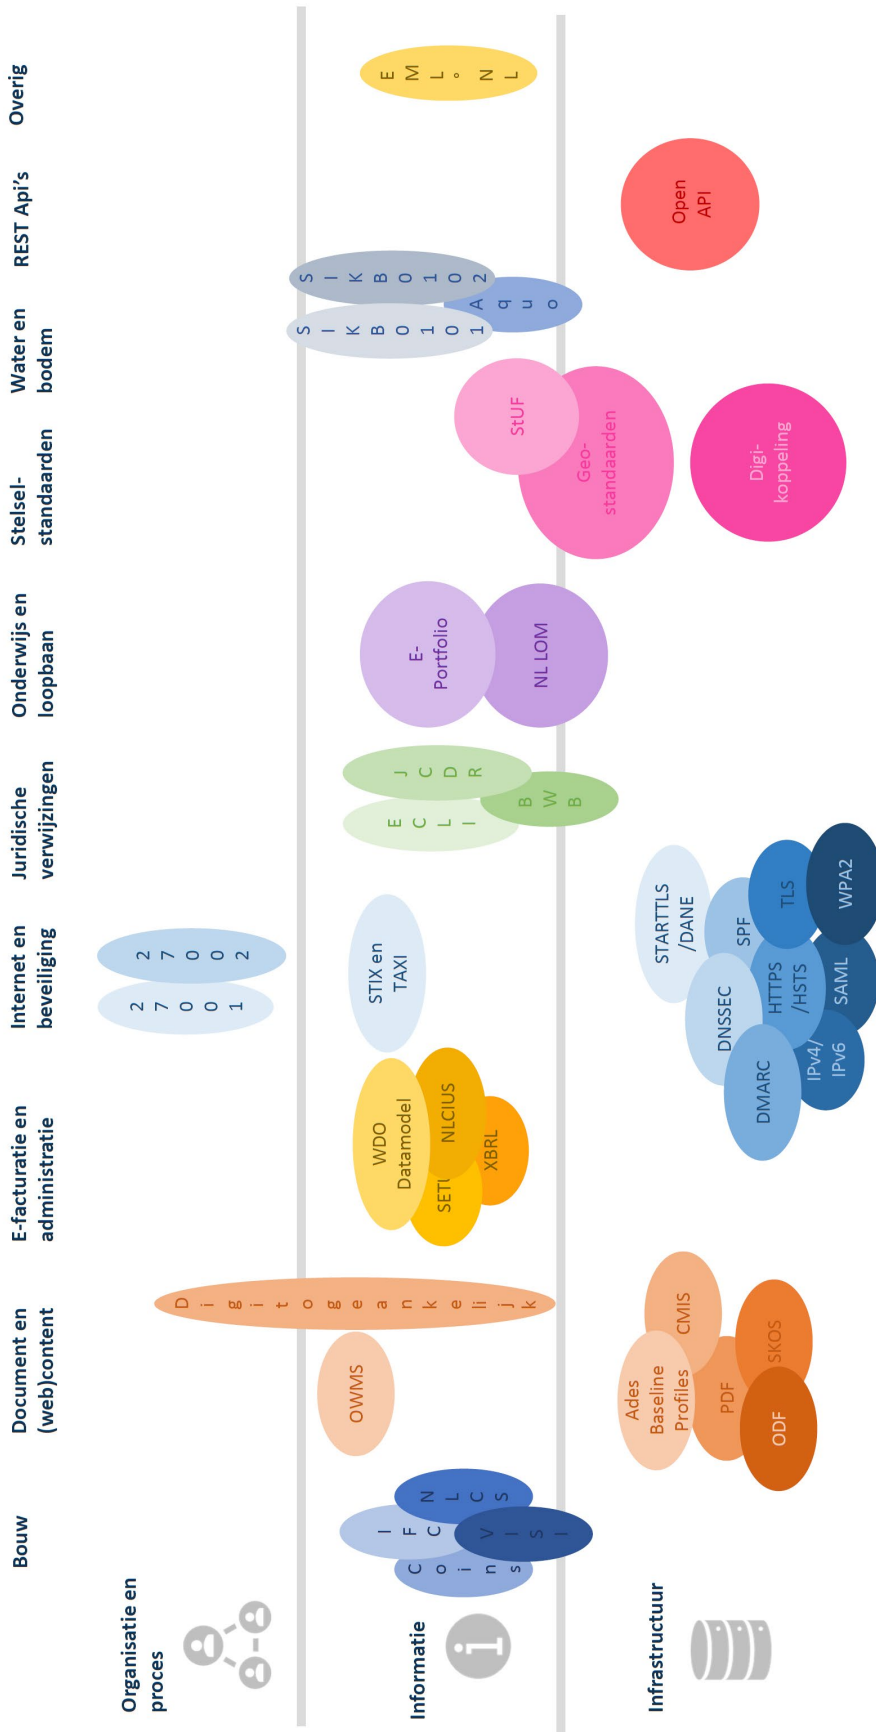 Bouw
Document en
(web)content
E-facturatie en
administratie
Internet en
beveiliging
Juridische
verwijzingen
Onderwijs en
loopbaan
Stelsel-
standaarden
Water en
bodem
REST Api's
Overig
Organisatie en
proces
Digitogeankelijk
27001
27002
Informatie
Coins
IFC
VISI
NLCS
OWMS
WDO
Datamodel
SETU
NLCIUS
XBRL
STIX en
TAXI
ECLI
JCDR
BWB
E-
Portfolio
NL LOM
StUF
Geo-
standaarden
SIKB0101
SIKB0102
Aquo
EML°NL
Infrastructuur
Ades
Baseline
Profiles
CMIS
PDF
SKOS
ODF
STARTTLS
/DANE
DNSSEC
SPF
DMARC
HTTPS
/HSTS
TLS
IPv4/
IPv6
SAML
WPA2
Digi-
koppeling
Open
API